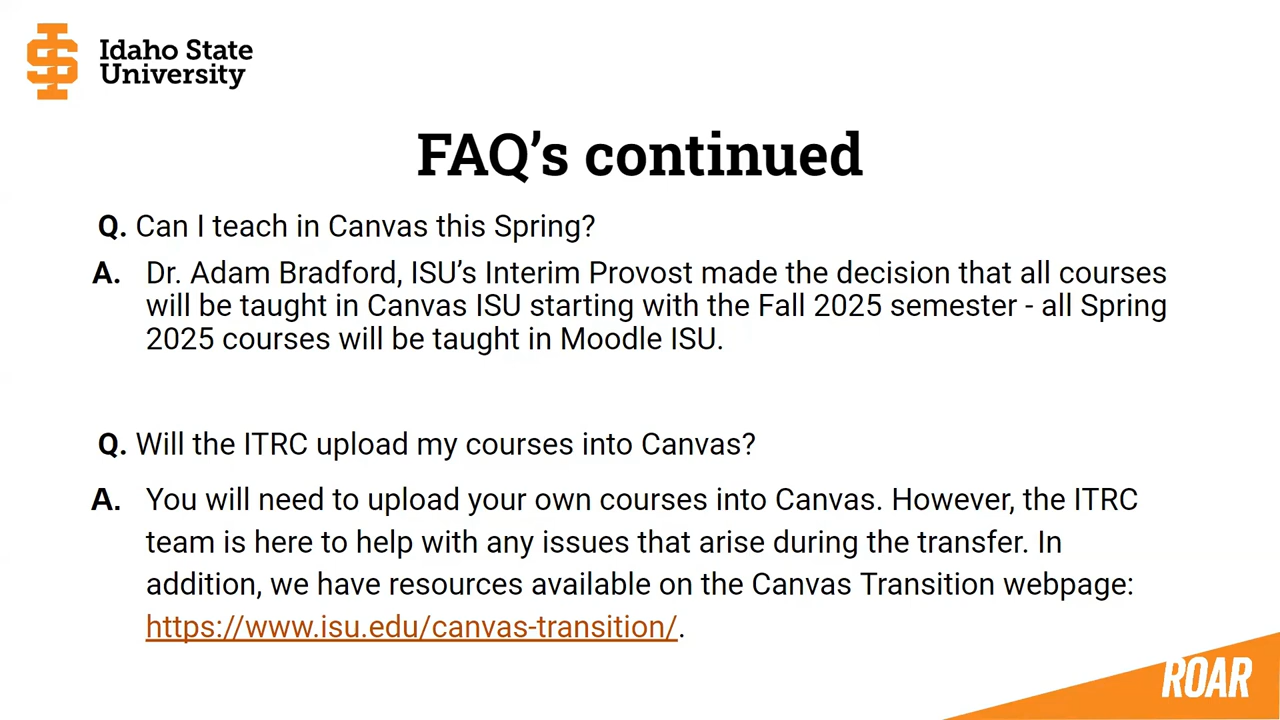 Idaho State
University
FAQ’s continued
Q. Can I teach in Canvas this Spring?
A. Dr. Adam Bradford, ISU’s Interim Provost made the decision that all courses
will be taught in Canvas ISU starting with the Fall 2025 semester - all Spring
2025 courses will be taught in Moodle ISU.
Q. Will the ITRC upload my courses into Canvas?
A. You will need to upload your own courses into Canvas. However, the ITRC
team is here to help with any issues that arise during the transfer. In
addition, we have resources available on the Canvas Transition webpage:
https://www.isu.edu/canvas-transition/.
ROAR